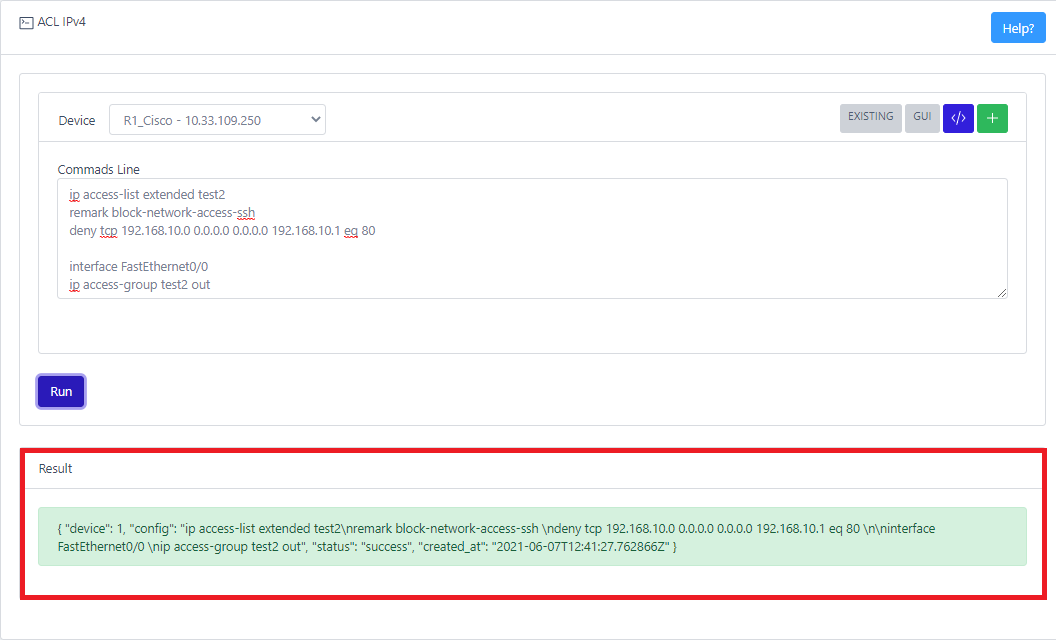 ACL IPv4
Help?
Device R1_Cisco - 10.33.109.250 EXISTING GUI </> +
Commads Line
ip access-list extended test2
remark block-network-access-ssh
deny tcp 192.168.10.0 0.0.0.0 0.0.0.0 192.168.10.1 eq 80
interface FastEthernet0/0
ip access-group test2 out
Run
Result
{ "device": 1, "config": "ip access-list extended test2\nremark block-network-access-ssh \ndeny tcp 192.168.10.0 0.0.0.0 0.0.0.0 192.168.10.1 eq 80 \n\ninterface
FastEthernet0/0 \nip access-group test2 out", "status": "success", "created_at": "2021-06-07T12:41:27.762866Z" }